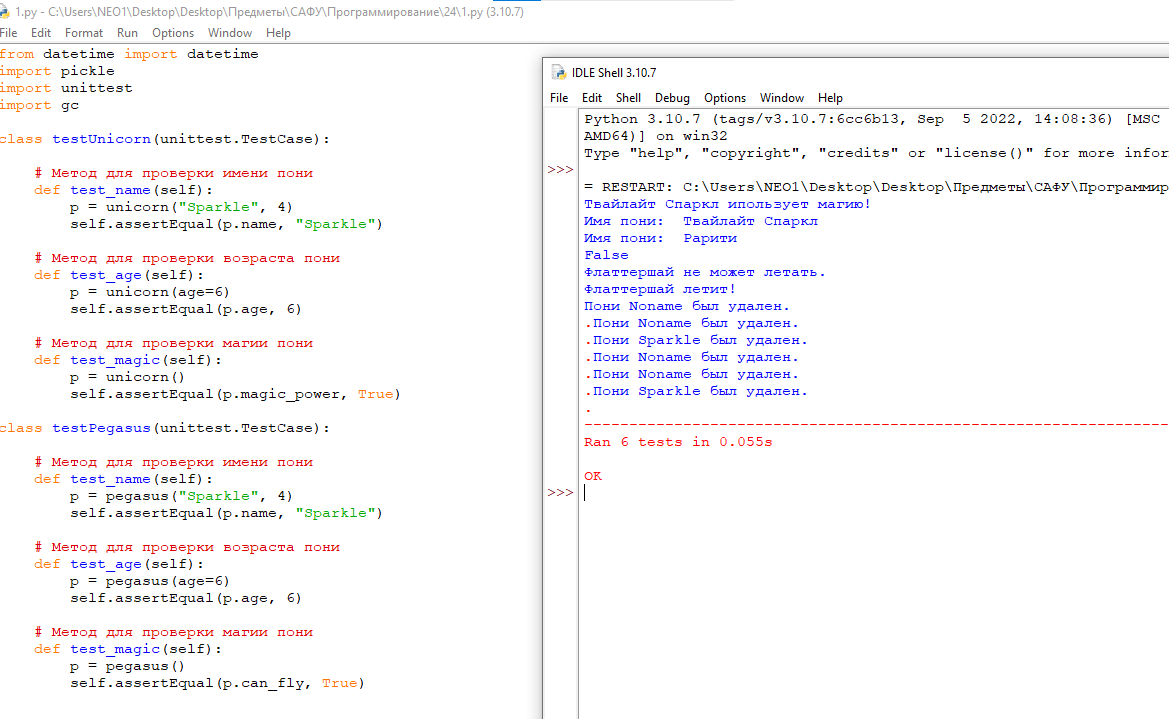 1.py - C:\Users\NEO1\Desktop\Desktop\Предметы\САФУ\Программирование\24\1.py (3.10.7)
File Edit Format Run Options Window Help
from datetime import datetime
import pickle
import unittest
import gc
class testUnicorn(unittest.TestCase):
# Метод для проверки имени пони
def test_name(self):
p = unicorn("Sparkle", 4)
self.assertEqual(p.name, "Sparkle")
# Метод для проверки возраста пони
def test_age(self):
p = unicorn(age=6)
self.assertEqual(p.age, 6)
# Метод для проверки магии пони
def test_magic(self):
p = unicorn()
self.assertEqual(p.magic_power, True)
class testPegasus(unittest.TestCase):
# Метод для проверки имени пони
def test_name(self):
p = pegasus("Sparkle", 4)
self.assertEqual(p.name, "Sparkle")
# Метод для проверки возраста пони
def test_age(self):
p = pegasus(age=6)
self.assertEqual(p.age, 6)
# Метод для проверки магии пони
def test_magic(self):
p = pegasus()
self.assertEqual(p.can_fly, True)
IDLE Shell 3.10.7
File Edit Shell Debug Options Window Help
Python 3.10.7 (tags/v3.10.7:6cc6b13, Sep 5 2022, 14:08:36) [MSC
AMD64)] on win32
Type "help", "copyright", "credits" or "license()" for more infor
>>>
= RESTART: C:\Users\NEO1\Desktop\Desktop\Предметы\САФУ\Программир
Твайлайт Спаркл ипользует магию!
Имя пони: Твайлайт Спаркл
Имя пони: Рарити
False
Флаттершай не может летать.
Флаттершай летит!
Пони Noname был удален.
.Пони Noname был удален.
.Пони Sparkle был удален.
.Пони Noname был удален.
.Пони Noname был удален.
.Пони Sparkle был удален.
.
----------------------------------------------------------------------
Ran 6 tests in 0.055s
OK
>>>